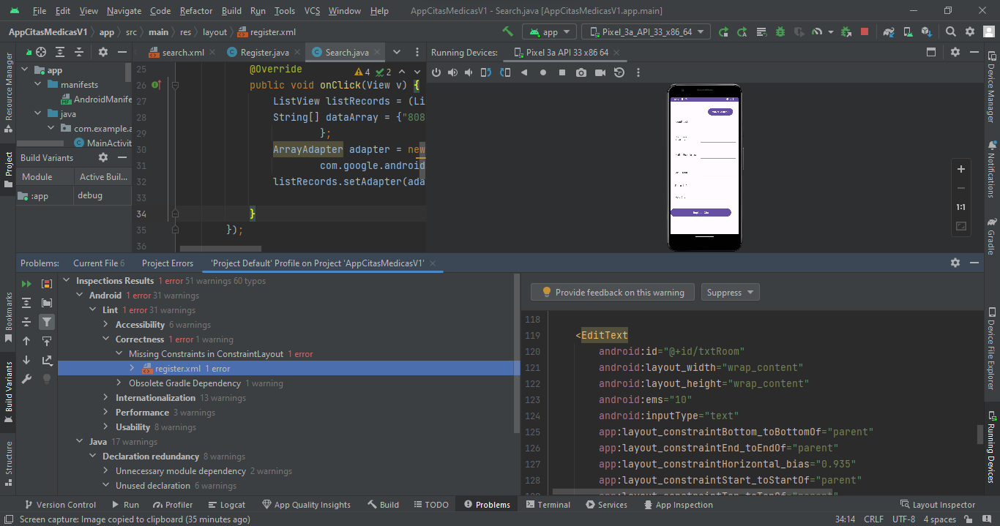 File Edit View Navigate Code Refactor Build Run Tools VCS Window Help AppCitasMedicasV1 - Search.java [AppCitasMedicasV1.app.main]
AppCitasMedicasV1 app src main res layout register.xml app Pixel_3a_API_33_x86_64
search.xml Register.java Search.java Running Devices: Pixel 3a API 33 x86 64
Resource Manager
app
manifests
AndroidManife
java
com.example.a
MainActivit
Project
Build Variants
Module Active Buil...
:app debug
4 2
25 @Override
26 public void onClick(View v) {
27 ListView listRecords = (Li
28 String[] dataArray = {"808
29 };
30 ArrayAdapter adapter = new
31 com.google.android
32 listRecords.setAdapter(ada
33
34 }
35 });
36
1:1
Device Manager
Notifications
Gradle
Device File Explorer
Running Devices
Problems: Current File 6 Project Errors 'Project Default' Profile on Project 'AppCitasMedicasV1'
Bookmarks
Build Variants
Structure
Inspections Results 1 error 51 warnings 60 typos
Android 1 error 31 warnings
Lint 1 error 31 warnings
Accessibility 6 warnings
Correctness 1 error 1 warning
Missing Constraints in ConstraintLayout 1 error
register.xml 1 error
Obsolete Gradle Dependency 1 warning
Internationalization 13 warnings
Performance 3 warnings
Usability 8 warnings
Java 17 warnings
Declaration redundancy 8 warnings
Unnecessary module dependency 2 warnings
Unused declaration 6 warnings
Provide feedback on this warning Suppress
118
119 <EditText
120 android:id="@+id/txtRoom"
121 android:layout_width="wrap_content"
122 android:layout_height="wrap_content"
123 android:ems="10"
124 android:inputType="text"
125 app:layout_constraintBottom_toBottomOf="parent"
126 app:layout_constraintEnd_toEndOf="parent"
127 app:layout_constraintHorizontal_bias="0.935"
128 app:layout_constraintStart_toStartOf="parent"
129 app:layout_constraintTop_toTopOf="parent"
Version Control Run Profiler Logcat App Quality Insights Build TODO Problems Terminal Services App Inspection Layout Inspector
Screen capture: Image copied to clipboard (35 minutes ago) 34:14 CRLF UTF-8 4 spaces